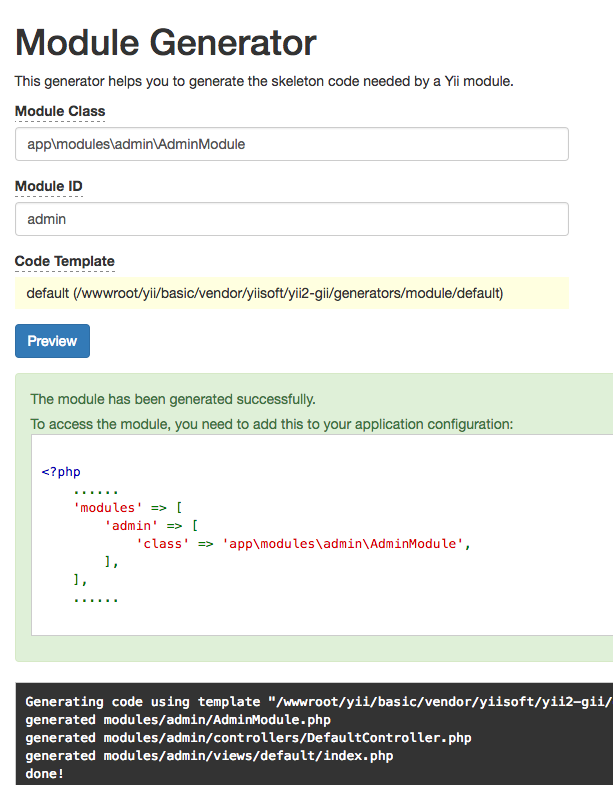 Module Generator
This generator helps you to generate the skeleton code needed by a Yii module.
Module Class
app\modules\admin\AdminModule
Module ID
admin
Code Template
default (/wwwroot/yii/basic/vendor/yiisoft/yii2-gii/generators/module/default)
Preview
The module has been generated successfully.
To access the module, you need to add this to your application configuration:
<?php
......
'modules' => [
'admin' => [
'class' => 'app\modules\admin\AdminModule',
],
],
......
Generating code using template "/wwwroot/yii/basic/vendor/yiisoft/yii2-gii/
generated modules/admin/AdminModule.php
generated modules/admin/controllers/DefaultController.php
generated modules/admin/views/default/index.php
done!